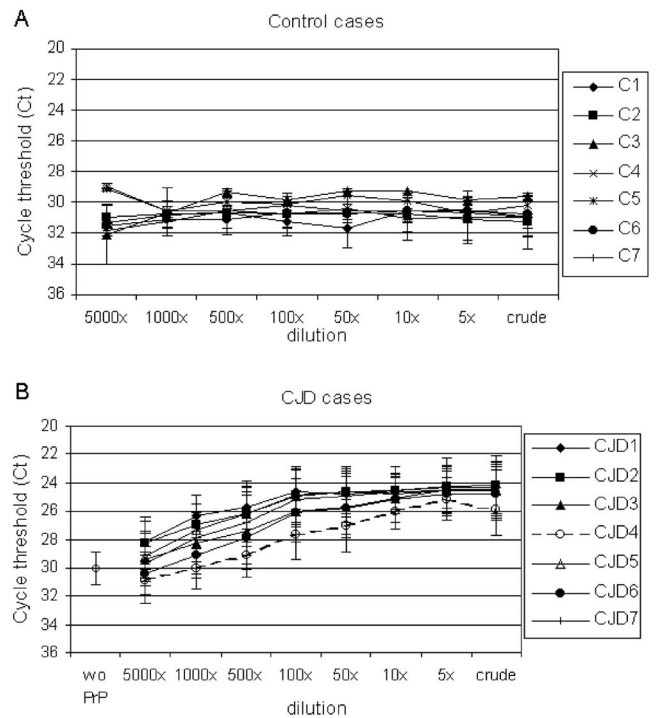 A
Control cases
Cycle threshold (Ct)
20
22
24
26
28
30
32
34
36
5000x 1000x 500x 100x 50x 10x 5x crude
dilution
C1
C2
C3
C4
C5
C6
C7
B
CJD cases
Cycle threshold (Ct)
20
22
24
26
28
30
32
34
36
wo PrP 5000x 1000x 500x 100x 50x 10x 5x crude
dilution
CJD1
CJD2
CJD3
CJD4
CJD5
CJD6
CJD7